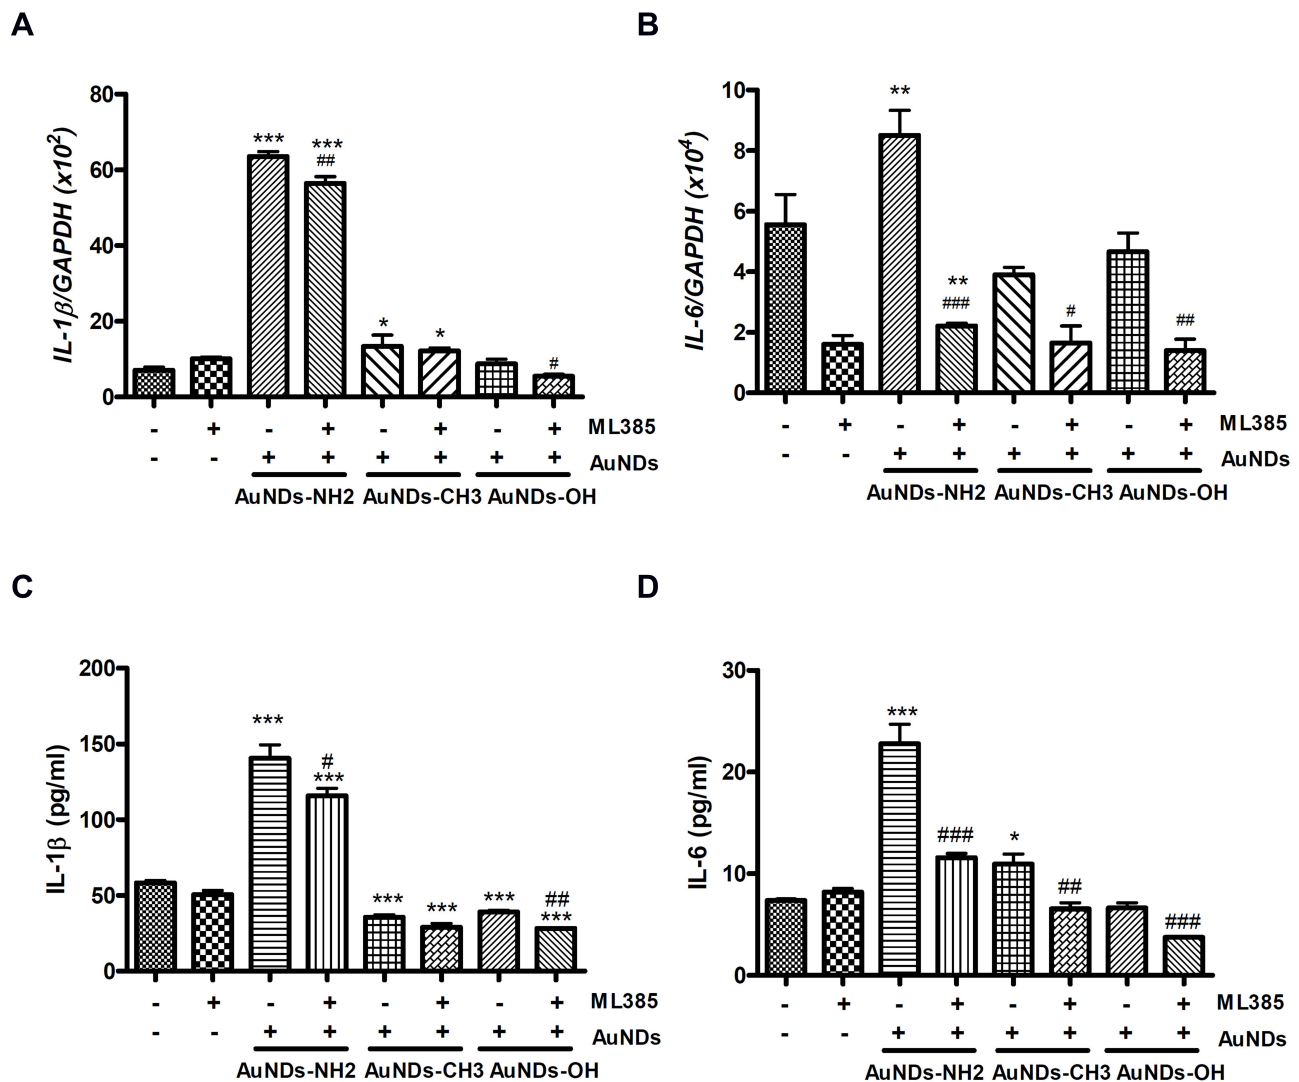 A
IL-1β/GAPDH (x10²)
80
60
40
20
0
***
***
##
*
*
#
- + - + - + - + ML385
- - + + + + + + AuNDs
AuNDs-NH2 AuNDs-CH3 AuNDs-OH
B
IL-6/GAPDH (x10⁴)
10
8
6
4
2
0
**
**
###
#
##
- + - + - + - + ML385
- - + + + + + + AuNDs
AuNDs-NH2 AuNDs-CH3 AuNDs-OH
C
IL-1β (pg/ml)
200
150
100
50
0
***
#
***
***
***
***
##
***
- + - + - + - + ML385
- - + + + + + + AuNDs
AuNDs-NH2 AuNDs-CH3 AuNDs-OH
D
IL-6 (pg/ml)
30
20
10
0
***
###
*
##
###
- + - + - + - + ML385
- - + + + + + + AuNDs
AuNDs-NH2 AuNDs-CH3 AuNDs-OH